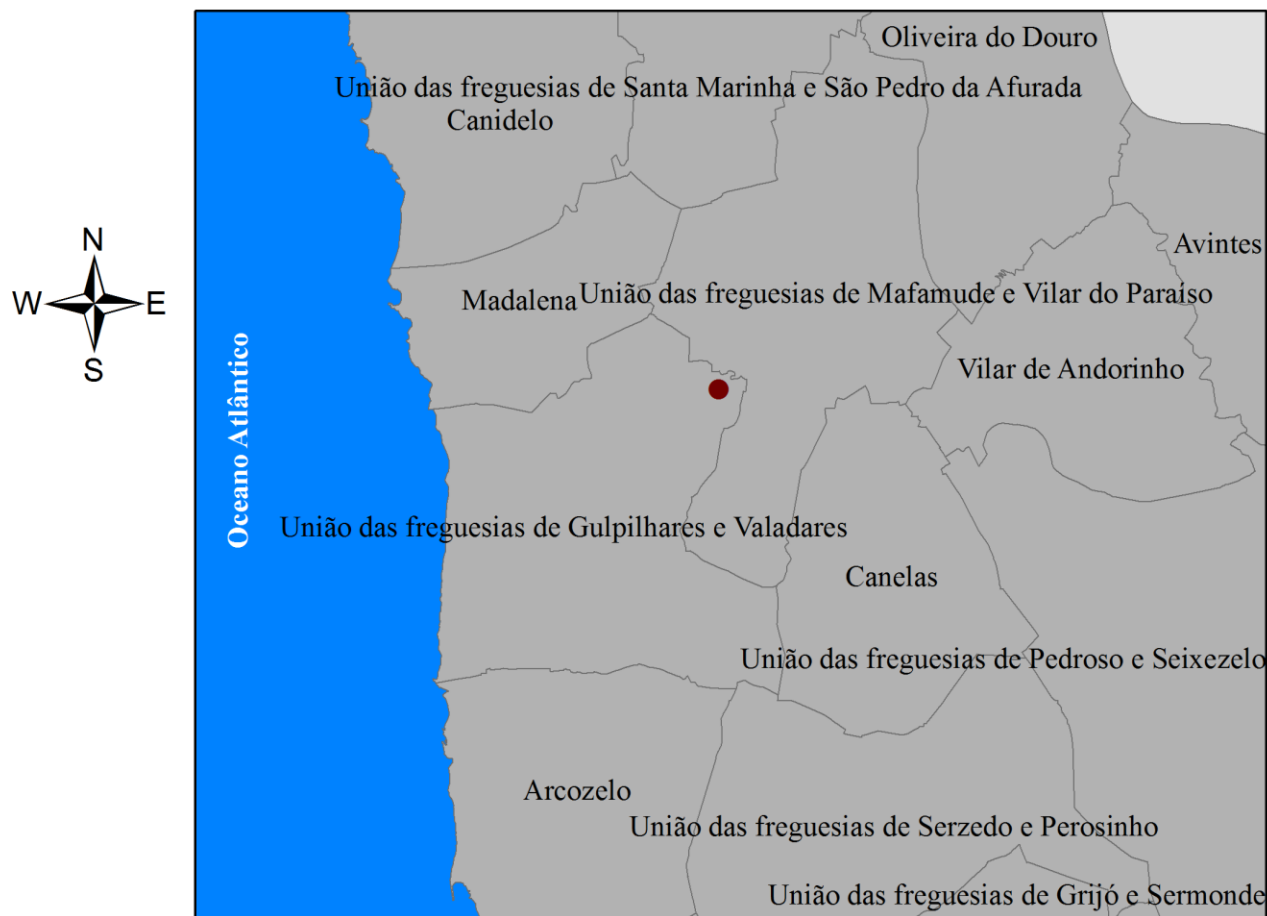 Oliveira do Douro
União das freguesias de Santa Marinha e São Pedro da Afurada
Canidelo
N
Avintes
W
E
Madalena
União das freguesias de Mafamude e Vilar do Paraíso
S
Vilar de Andorinho
Oceano Atlântico
União das freguesias de Gulpilhares e Valadares
Canelas
União das freguesias de Pedroso e Seixezelo
Arcozelo
União das freguesias de Serzedo e Perosinho
União das freguesias de Grijó e Sermonde